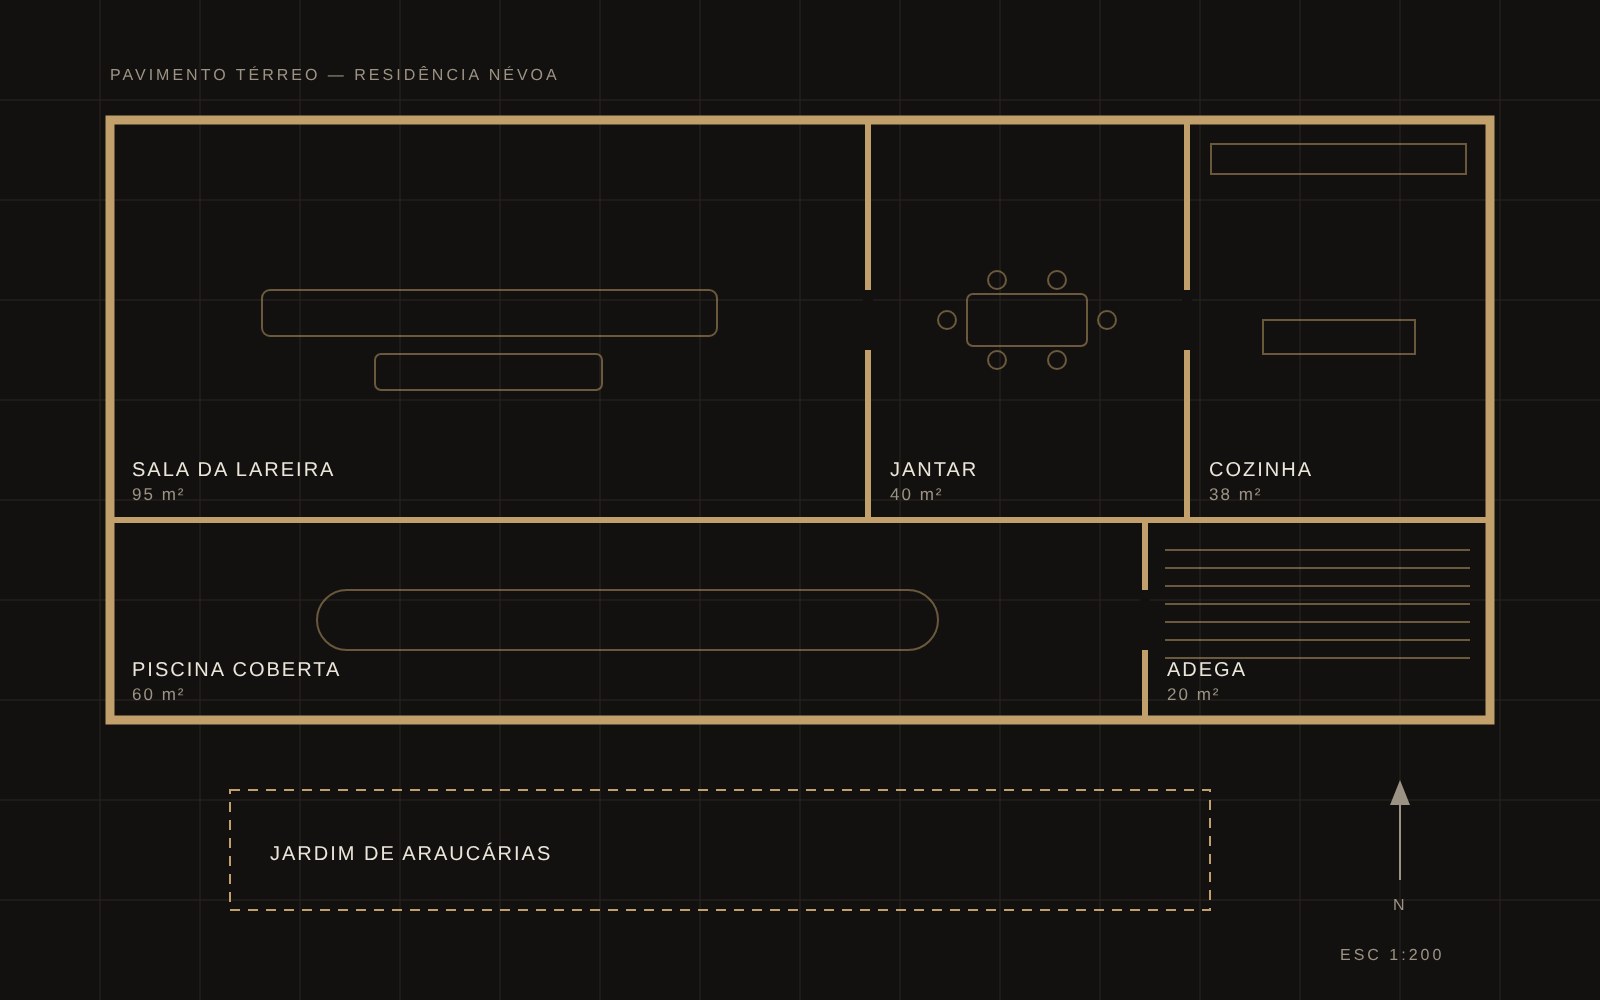 PAVIMENTO TÉRREO — RESIDÊNCIA NÉVOA
SALA DA LAREIRA
95 m²
JANTAR
40 m²
COZINHA
38 m²
PISCINA COBERTA
60 m²
ADEGA
20 m²
JARDIM DE ARAUCÁRIAS
N
ESC 1:200